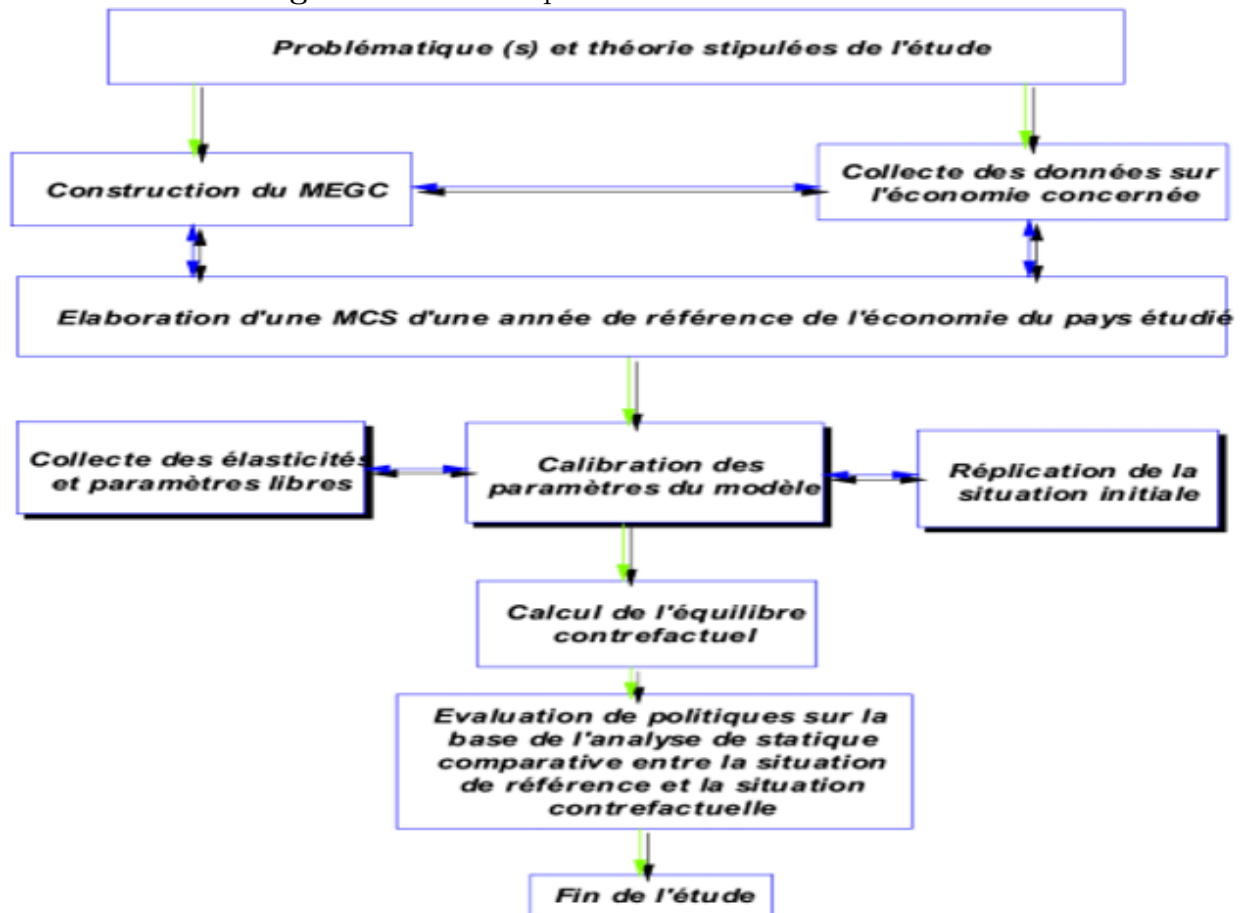 Problématique (s) et théorie stipulées de l'étude
Construction du MEGC
Collecte des données sur
l'économie concernée
Elaboration d'une MCS d'une année de référence de l'économie du pays étudié
Collecte des élasticités
et paramètres libres
Calibration des
paramètres du modèle
Réplication de la
situation initiale
Calcul de l'équilibre
contrefactuel
Evaluation de politiques sur la
base de l'analyse de statique
comparative entre la situation
de référence et la situation
contrefactuelle
Fin de l'étude